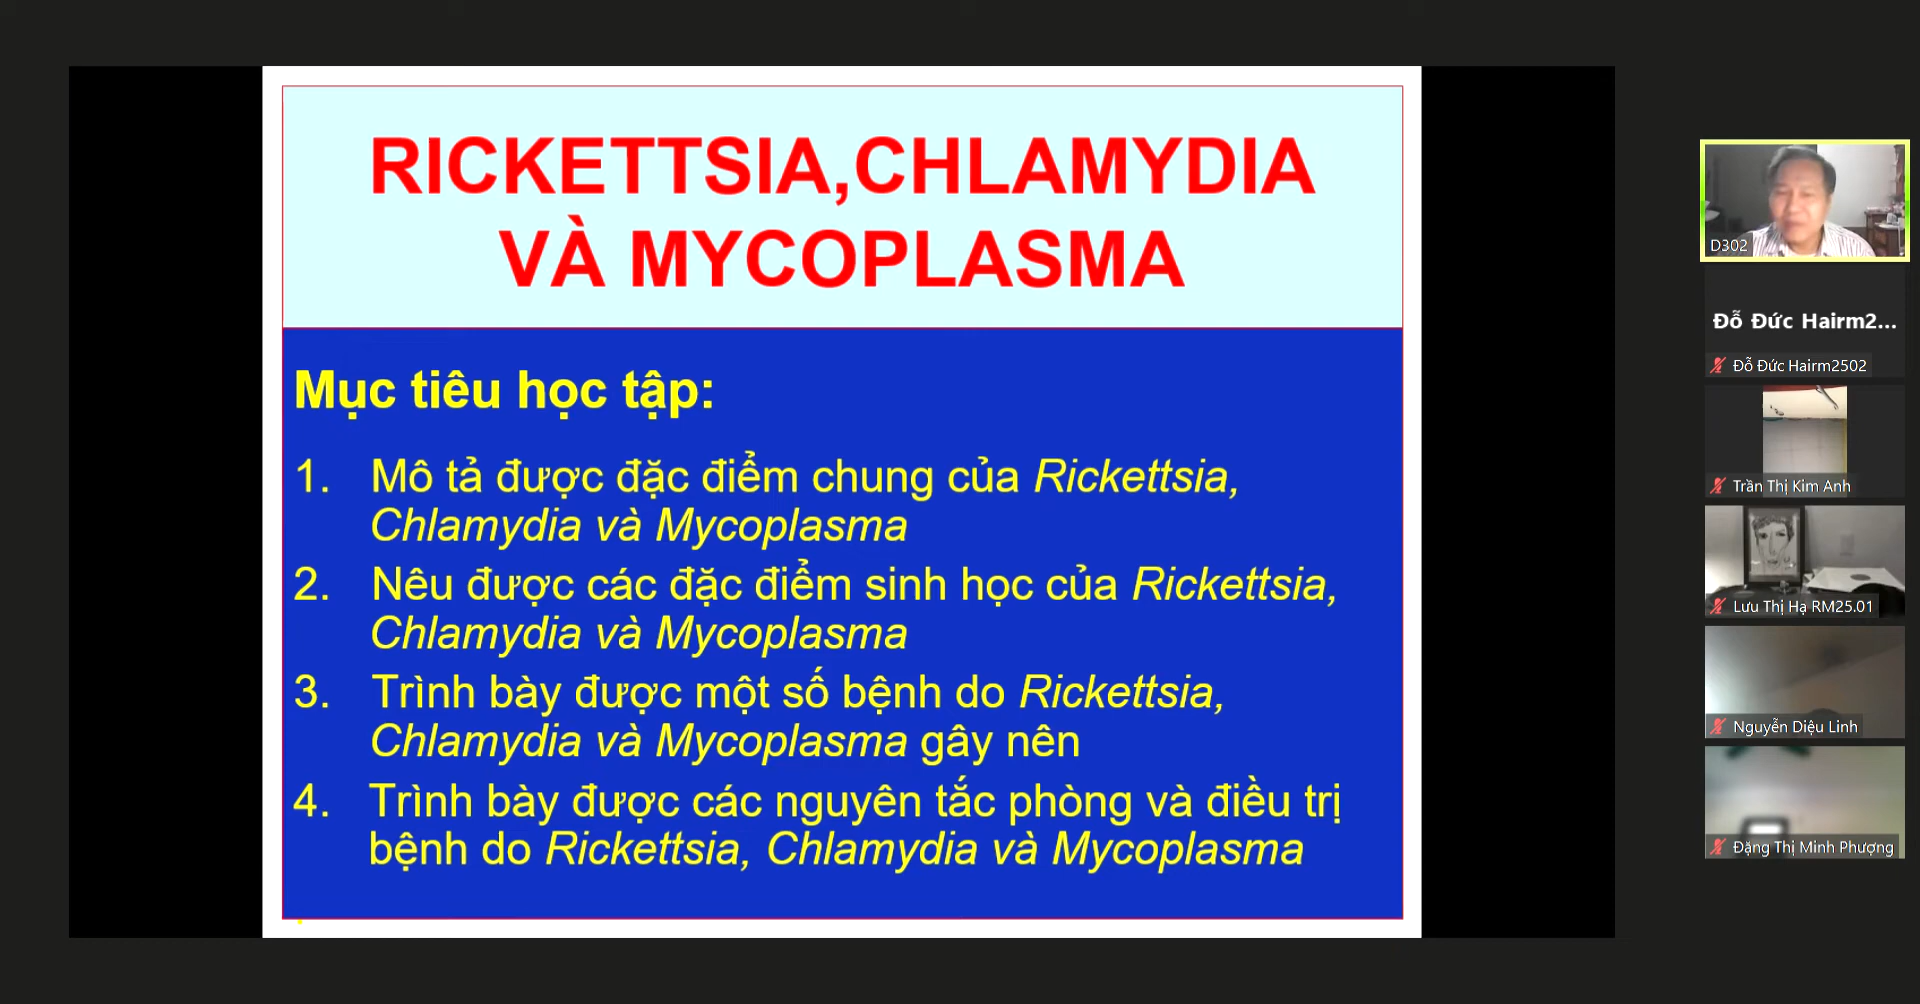 RICKETTSIA,CHLAMYDIA
VÀ MYCOPLASMA
Mục tiêu học tập:
1. Mô tả được đặc điểm chung của Rickettsia,
Chlamydia và Mycoplasma
2. Nêu được các đặc điểm sinh học của Rickettsia,
Chlamydia và Mycoplasma
3. Trình bày được một số bệnh do Rickettsia,
Chlamydia và Mycoplasma gây nên
4. Trình bày được các nguyên tắc phòng và điều trị
bệnh do Rickettsia, Chlamydia và Mycoplasma
D302
Đỗ Đức Hairm2...
Đỗ Đức Hairm2502
Trần Thị Kim Anh
Lưu Thị Hạ RM25.01
Nguyễn Diệu Linh
Đặng Thị Minh Phượng